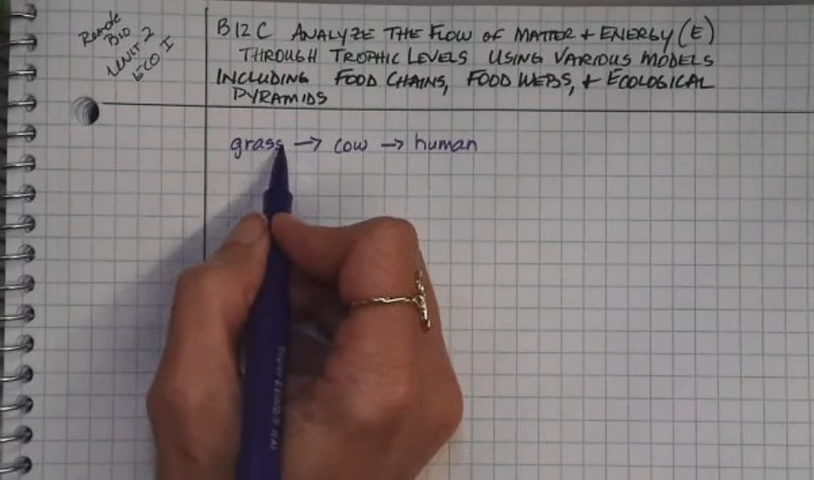 Remote
BIO
UNIT 2
ECO I
B12C ANALYZE THE FLOW OF MATTER + ENERGY (E)
THROUGH TROPHIC LEVELS USING VARIOUS MODELS
INCLUDING FOOD CHAINS, FOOD WEBS, + ECOLOGICAL
PYRAMIDS
grass → cow → human